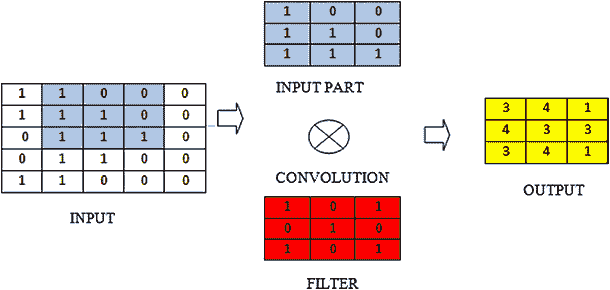 1 0 0
1 1 0
1 1 1
INPUT PART
1 1 0 0 0
1 1 1 0 0
0 1 1 1 0
0 1 1 0 0
1 1 0 0 0
INPUT
CONVOLUTION
1 0 1
0 1 0
1 0 1
FILTER
3 4 1
4 3 3
3 4 1
OUTPUT